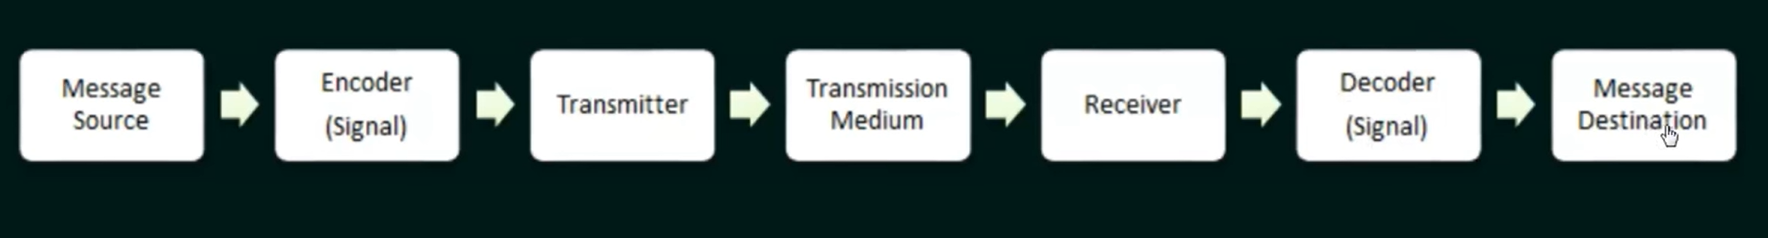 Message
Source
Encoder
(Signal)
Transmitter
Transmission
Medium
Receiver
Decoder
(Signal)
Message
Destination